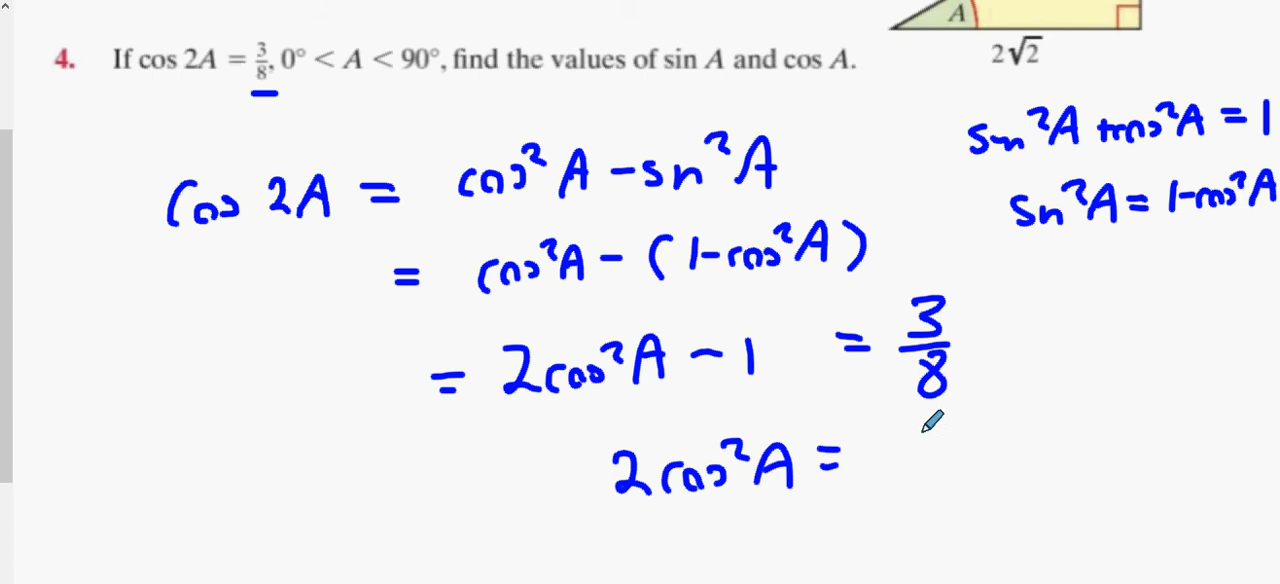 A
2√2
4. If cos 2A = 3/8, 0° < A < 90°, find the values of sin A and cos A.
sin²A + cos²A = 1
sin²A = 1 - cos²A
Cos 2A = cos²A - sin²A
= cos²A - (1 - cos²A)
= 2cos²A - 1 = 3/8
2cos²A =